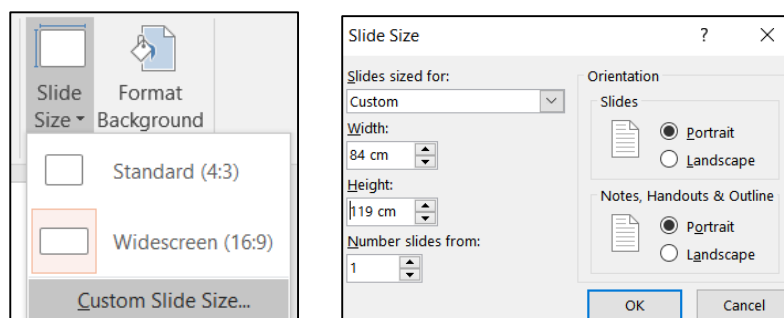 Slide Format
Size Background
Standard (4:3)
Widescreen (16:9)
Custom Slide Size...
Slide Size ? X
Slides sized for:
Custom
Width:
84 cm
Height:
119 cm
Number slides from:
1
Orientation
Slides
Portrait
Landscape
Notes, Handouts & Outline
Portrait
Landscape
OK Cancel